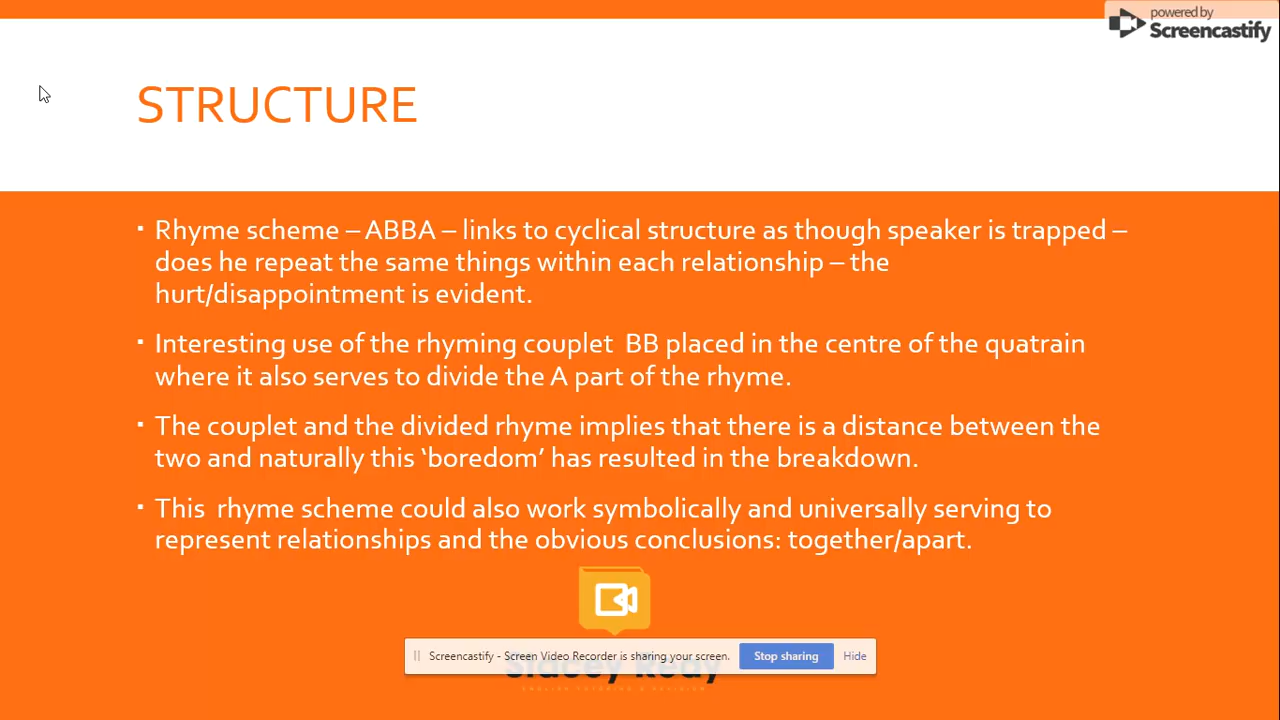 powered by
Screencastify
STRUCTURE
▪ Rhyme scheme – ABBA – links to cyclical structure as though speaker is trapped –
does he repeat the same things within each relationship – the
hurt/disappointment is evident.
▪ Interesting use of the rhyming couplet  BB placed in the centre of the quatrain
where it also serves to divide the A part of the rhyme.
▪ The couplet and the divided rhyme implies that there is a distance between the
two and naturally this ‘boredom’ has resulted in the breakdown.
▪ This  rhyme scheme could also work symbolically and universally serving to
represent relationships and the obvious conclusions: together/apart.
Screencastify - Screen Video Recorder is sharing your screen. Stop sharing Hide
Stacey Reay